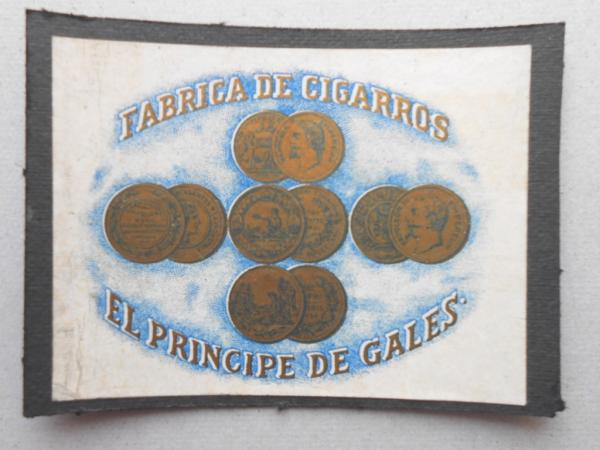 FABRICA DE CIGARROS
EL PRINCIPE DE GALES.